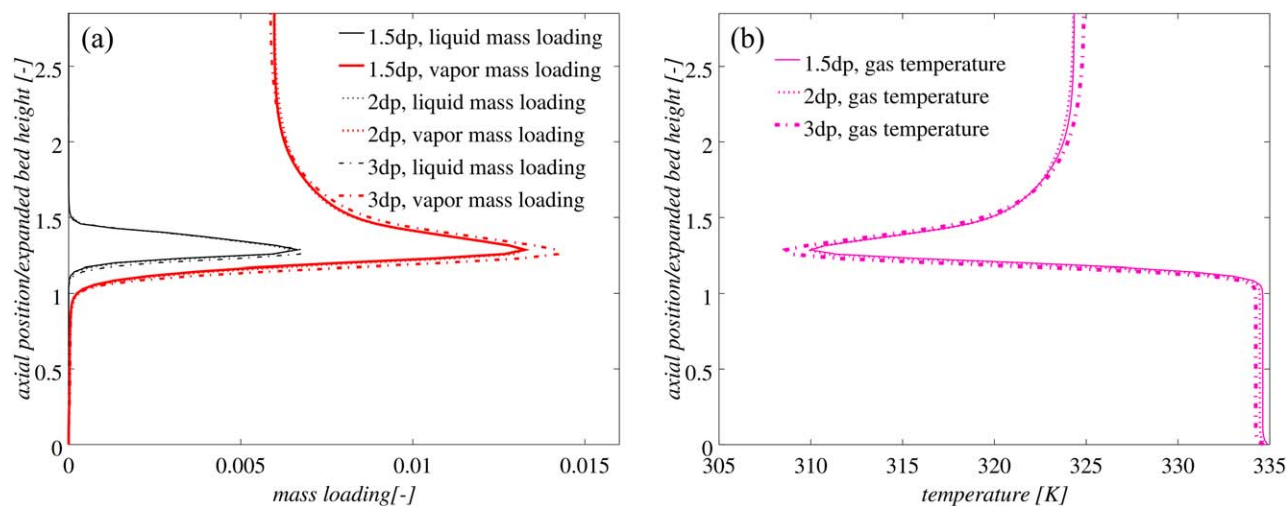 (a)
1.5dp, liquid mass loading
1.5dp, vapor mass loading
2dp, liquid mass loading
2dp, vapor mass loading
3dp, liquid mass loading
3dp, vapor mass loading
axial position/expanded bed height [-]
2.5
2
1.5
1
0.5
0
0 0.005 0.01 0.015
mass loading[-]
(b)
1.5dp, gas temperature
2dp, gas temperature
3dp, gas temperature
axial position/expanded bed height [-]
2.5
2
1.5
1
0.5
0
305 310 315 320 325 330 335
temperature [K]